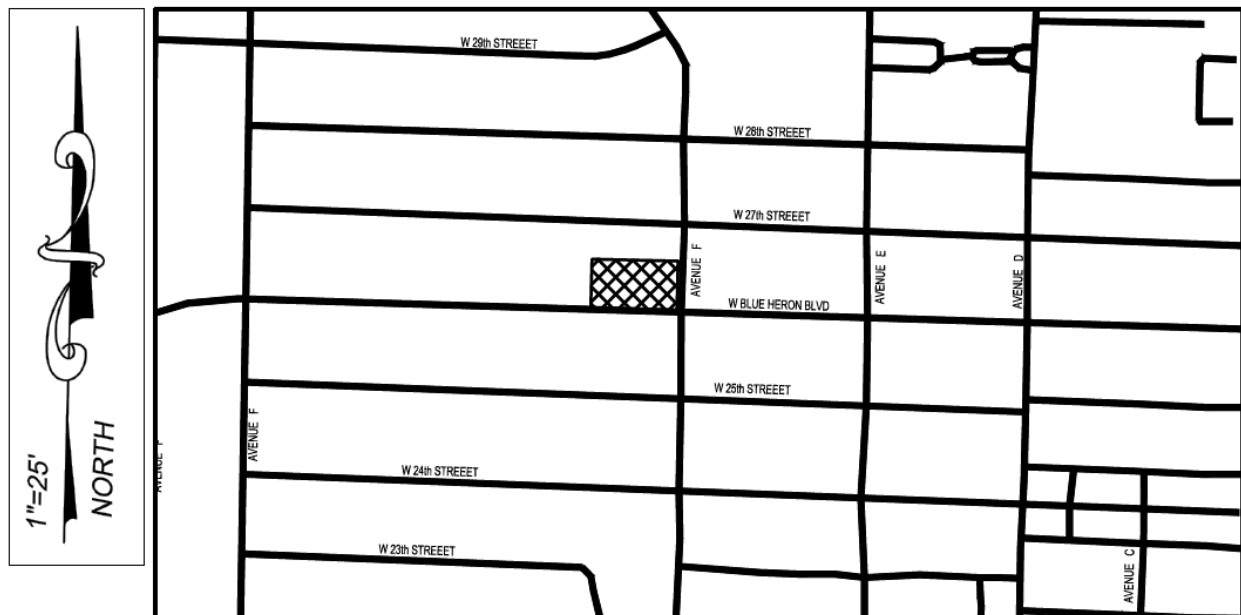 1"=25'
NORTH
W 29th STREEET
W 28th STREEET
W 27th STREEET
AVENUE F
AVENUE E
AVENUE D
W BLUE HERON BLVD
W 25th STREEET
AVENUE F
W 24th STREEET
W 23th STREEET
AVENUE C